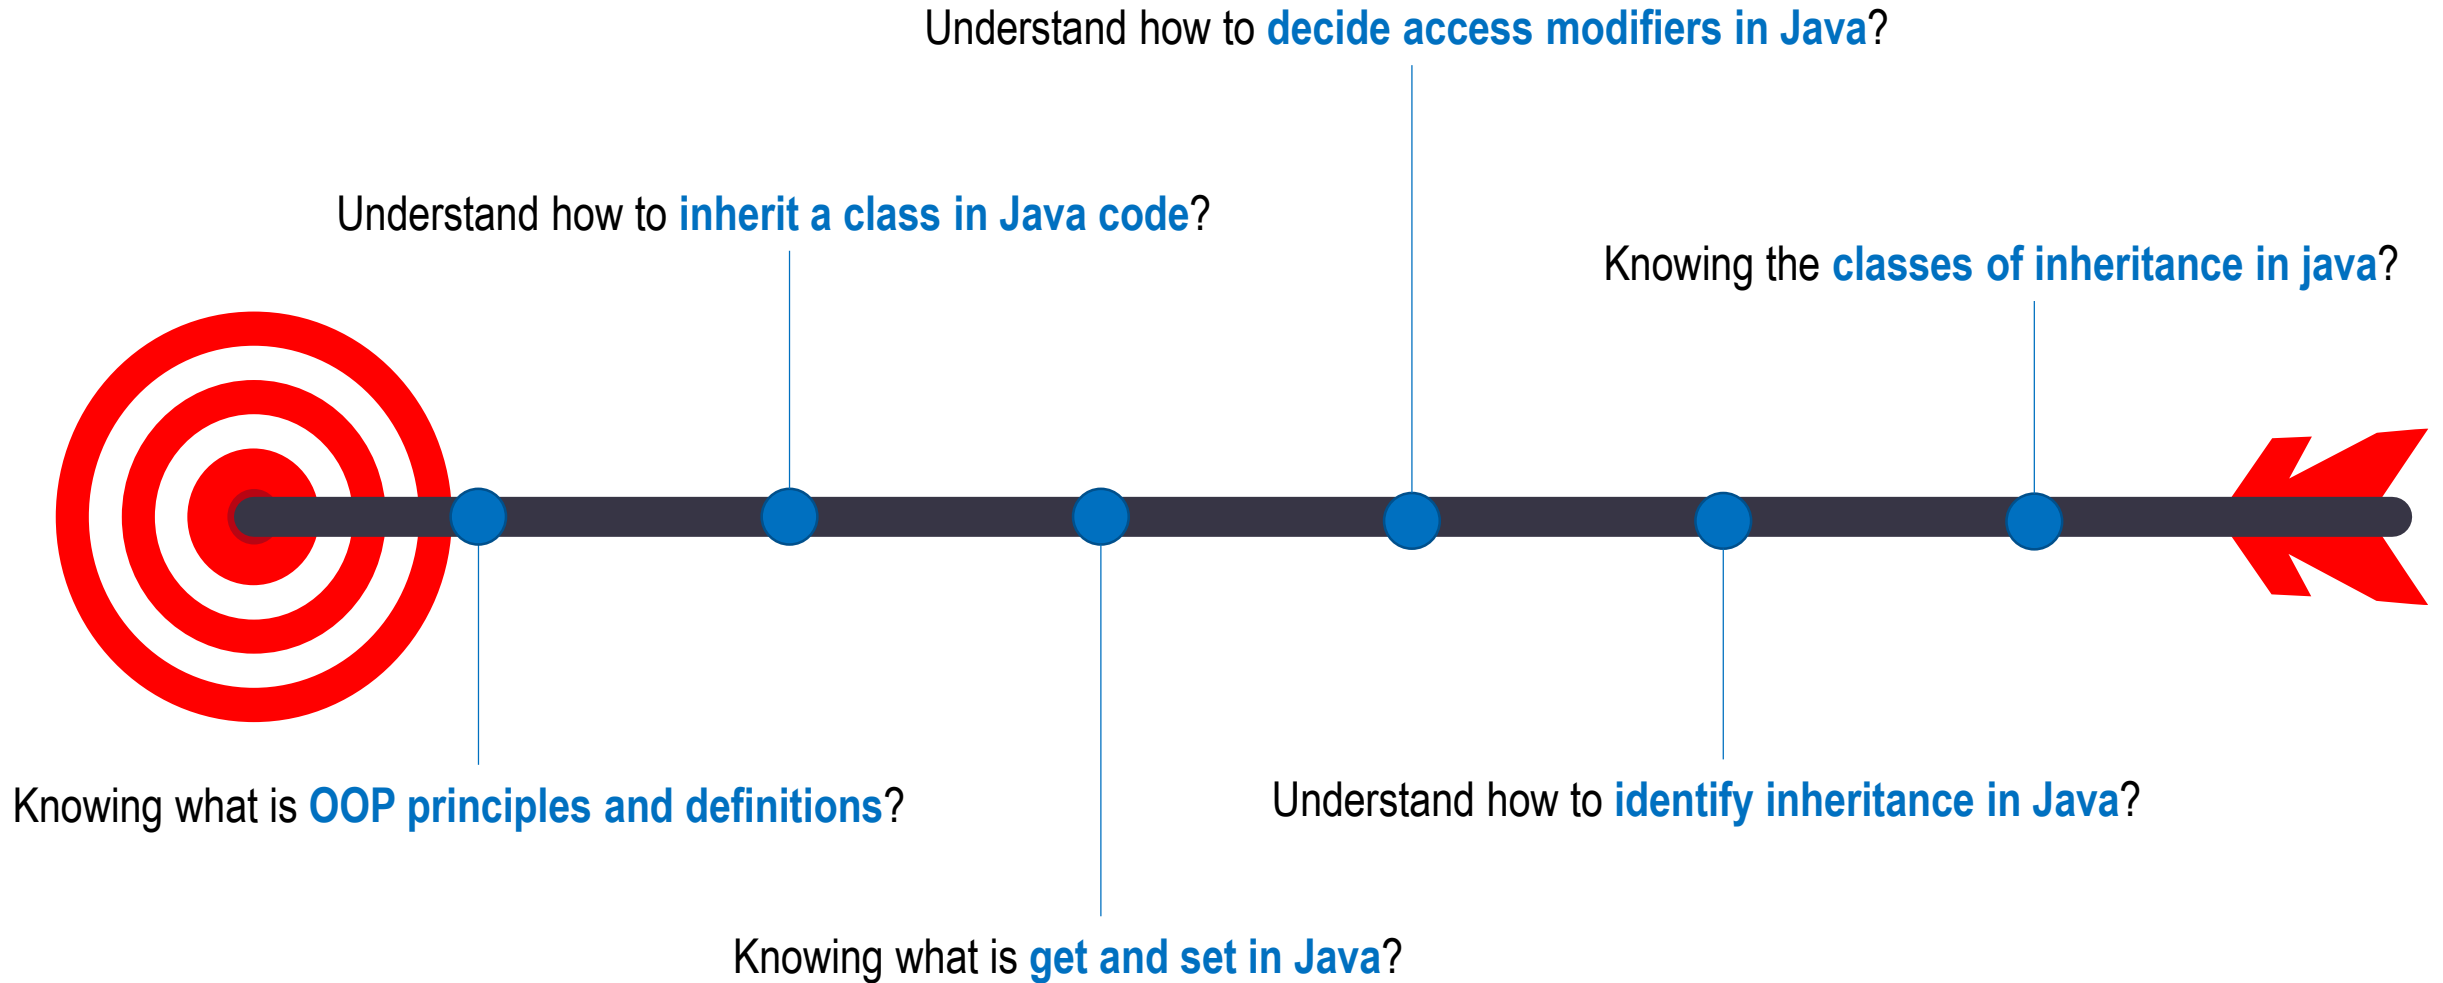 Understand how to decide access modifiers in Java?
Understand how to inherit a class in Java code?
Knowing the classes of inheritance in java?
Knowing what is OOP principles and definitions?
Understand how to identify inheritance in Java?
Knowing what is get and set in Java?